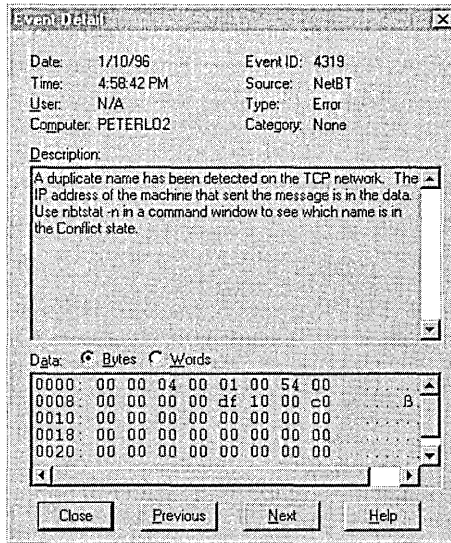 Event Detail
Date: 1/10/96 Event ID: 4319
Time: 4:58:42 PM Source: NetBT
User: N/A Type: Error
Computer: PETERLO2 Category: None
Description:
A duplicate name has been detected on the TCP network. The
IP address of the machine that sent the message is in the data.
Use nbtstat -n in a command window to see which name is in
the Conflict state.
Data: Bytes Words
0000: 00 00 04 00 01 00 54 00 ......
0008: 00 00 00 00 df 10 00 c0 .....ß.
0010: 00 00 00 00 00 00 00 00 ......
0018: 00 00 00 00 00 00 00 00 ......
0020: 00 00 00 00 00 00 00 00 ......
Close Previous Next Help